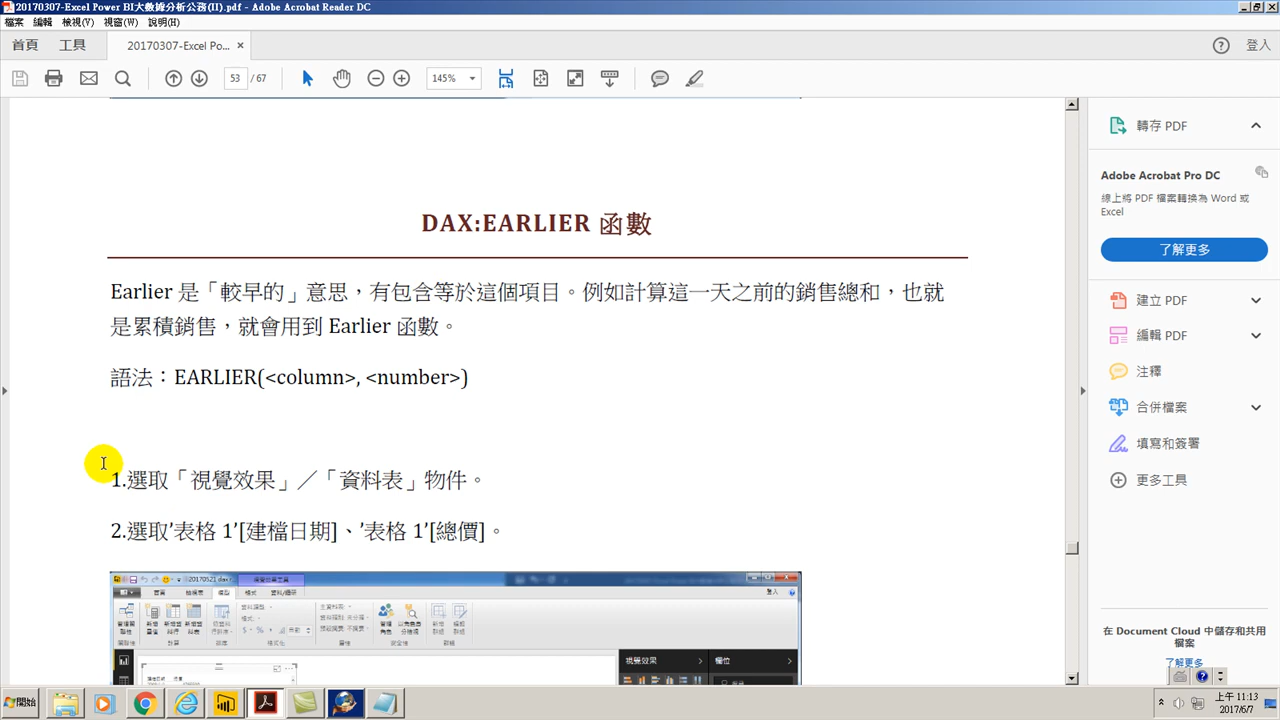 20170307-Excel Power BI大數據分析公務(II).pdf - Adobe Acrobat Reader DC
檔案 編輯 檢視(V) 視窗(W) 說明(H)
首頁 工具 20170307-Excel Po... × 登入
53 / 67 145%
轉存 PDF
Adobe Acrobat Pro DC
線上將 PDF 檔案轉換為 Word 或
Excel
了解更多
建立 PDF
編輯 PDF
注釋
合併檔案
填寫和簽署
更多工具
在 Document Cloud 中儲存和共用
檔案
了解更多
DAX:EARLIER 函數
Earlier 是「較早的」意思，有包含等於這個項目。例如計算這一天之前的銷售總和，也就
是累積銷售，就會用到 Earlier 函數。
語法：EARLIER(<column>, <number>)
1.選取「視覺效果」／「資料表」物件。
2.選取’表格 1’[建檔日期]、’表格 1’[總價]。
視覺效果
欄位
開始
上午 11:13
2017/6/7